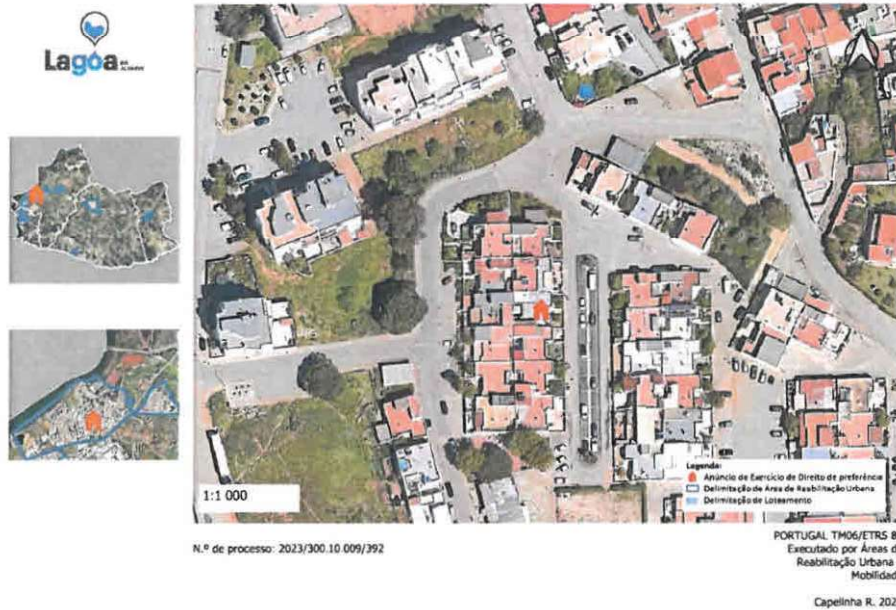 Lagoa
DO
ALGARVE
N
1:1 000
Legenda:
Anúncio de Exercício de Direito de preferência
Delimitação de Área de Reabilitação Urbana
Delimitação de Loteamento
N.º de processo: 2023/300.10.009/392
PORTUGAL TM06/ETRS 8
Executado por Áreas d
Reabilitação Urbana
Mobilidad
Capelinha R. 202